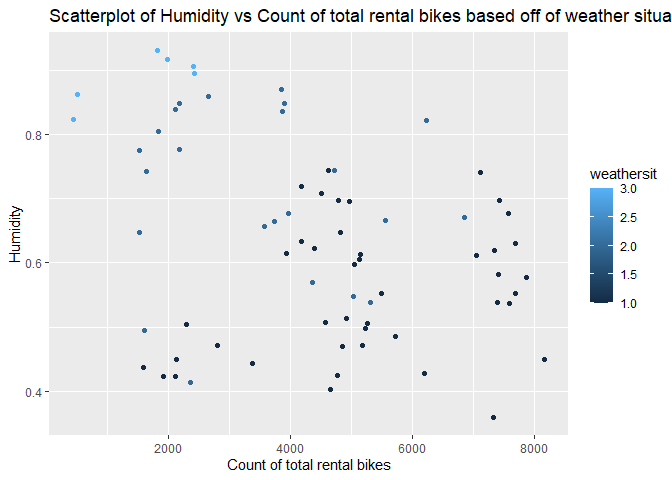 Scatterplot of Humidity vs Count of total rental bikes based off of weather situa
0.8
0.6
0.4
Humidity
2000 4000 6000 8000
Count of total rental bikes
weathersit
3.0
2.5
2.0
1.5
1.0